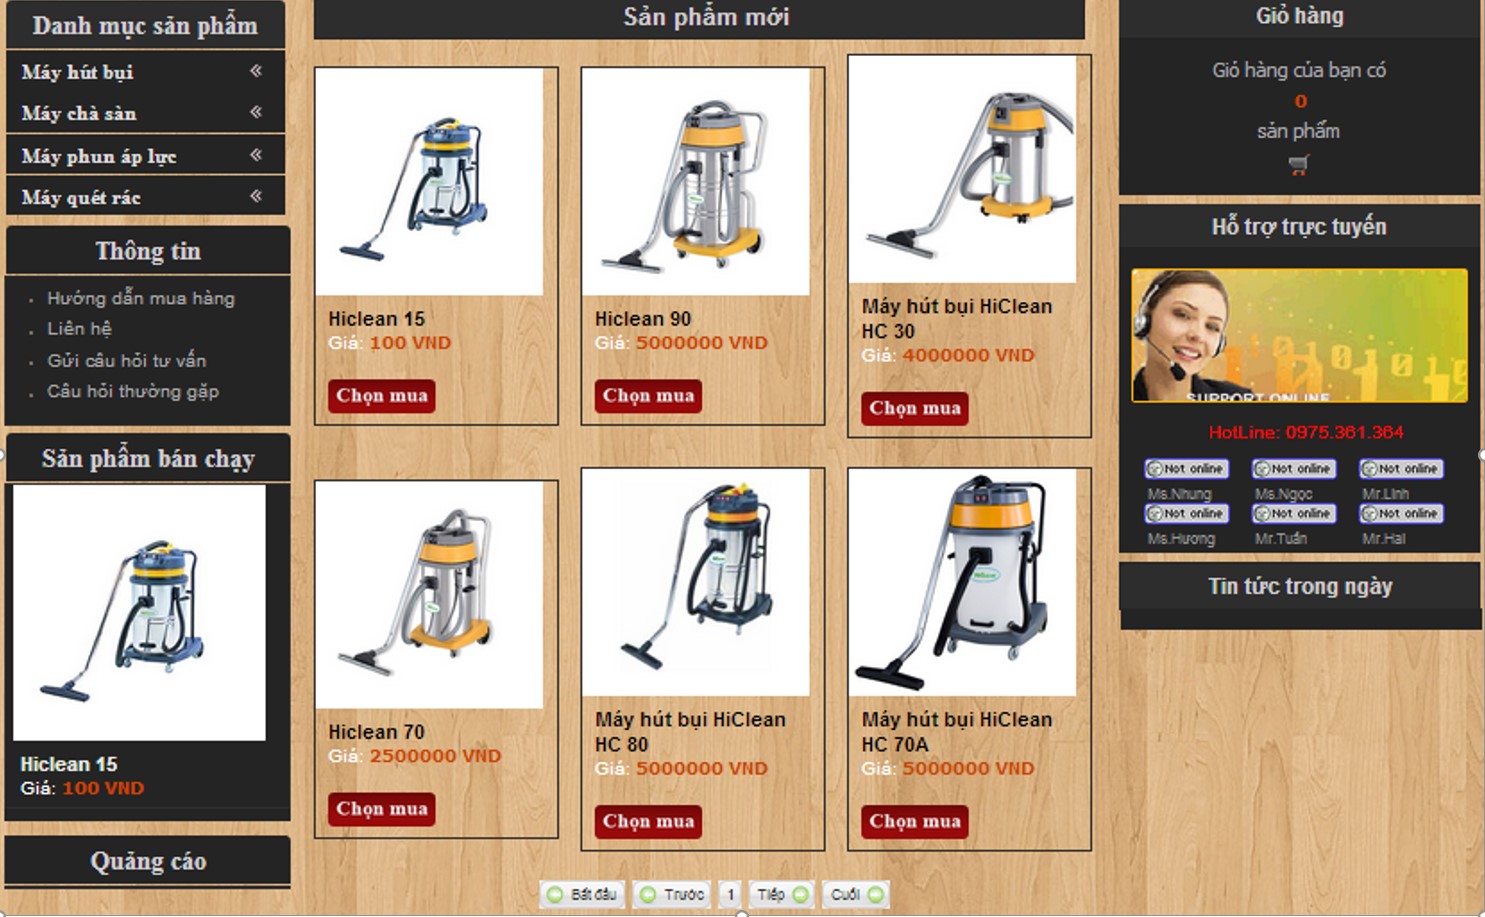 Danh mục sản phẩm
Máy hút bụi
Máy chà sàn
Máy phun áp lực
Máy quét rác
Thông tin
Hướng dẫn mua hàng
Liên hệ
Gửi câu hỏi tư vấn
Câu hỏi thường gặp
Sản phẩm bán chạy
Hiclean 15
Giá: 100 VND
Quảng cáo
Sản phẩm mới
Hiclean 15
Giá: 100 VND
Chọn mua
Hiclean 90
Giá: 5000000 VND
Chọn mua
Máy hút bụi HiClean
HC 30
Giá: 4000000 VND
Chọn mua
Hiclean 70
Giá: 2500000 VND
Chọn mua
Máy hút bụi HiClean
HC 80
Giá: 5000000 VND
Chọn mua
Máy hút bụi HiClean
HC 70A
Giá: 5000000 VND
Chọn mua
Bắt đầu Trước 1 Tiếp Cuối
Giỏ hàng
Giỏ hàng của bạn có
0
sản phẩm
Hỗ trợ trực tuyến
SUPPORT ONLINE
HotLine: 0975.361.364
Not online Not online Not online
Ms.Nhung Ms.Ngọc Mr.Linh
Not online Not online Not online
Ms.Hương Mr.Tuấn Mr.Hai
Tin tức trong ngày